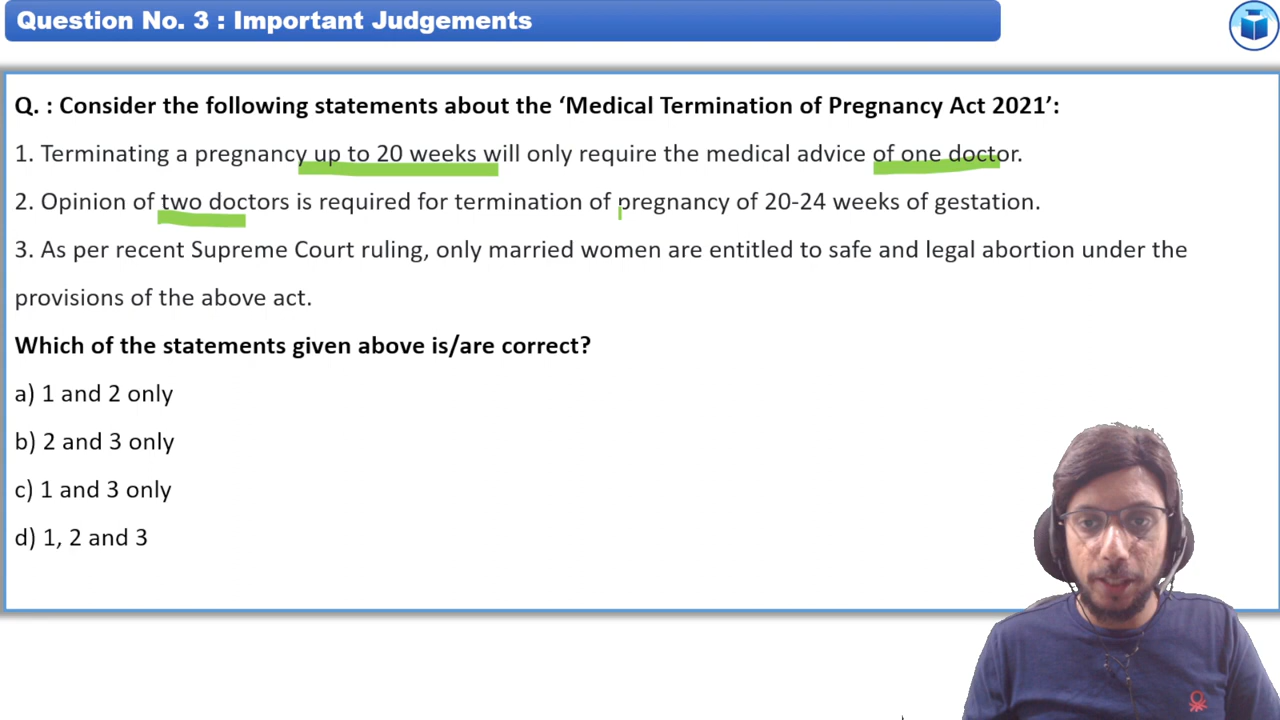 Question No. 3 : Important Judgements
Q. : Consider the following statements about the ‘Medical Termination of Pregnancy Act 2021’:
1. Terminating a pregnancy up to 20 weeks will only require the medical advice of one doctor.
2. Opinion of two doctors is required for termination of pregnancy of 20-24 weeks of gestation.
3. As per recent Supreme Court ruling, only married women are entitled to safe and legal abortion under the
provisions of the above act.
Which of the statements given above is/are correct?
a) 1 and 2 only
b) 2 and 3 only
c) 1 and 3 only
d) 1, 2 and 3